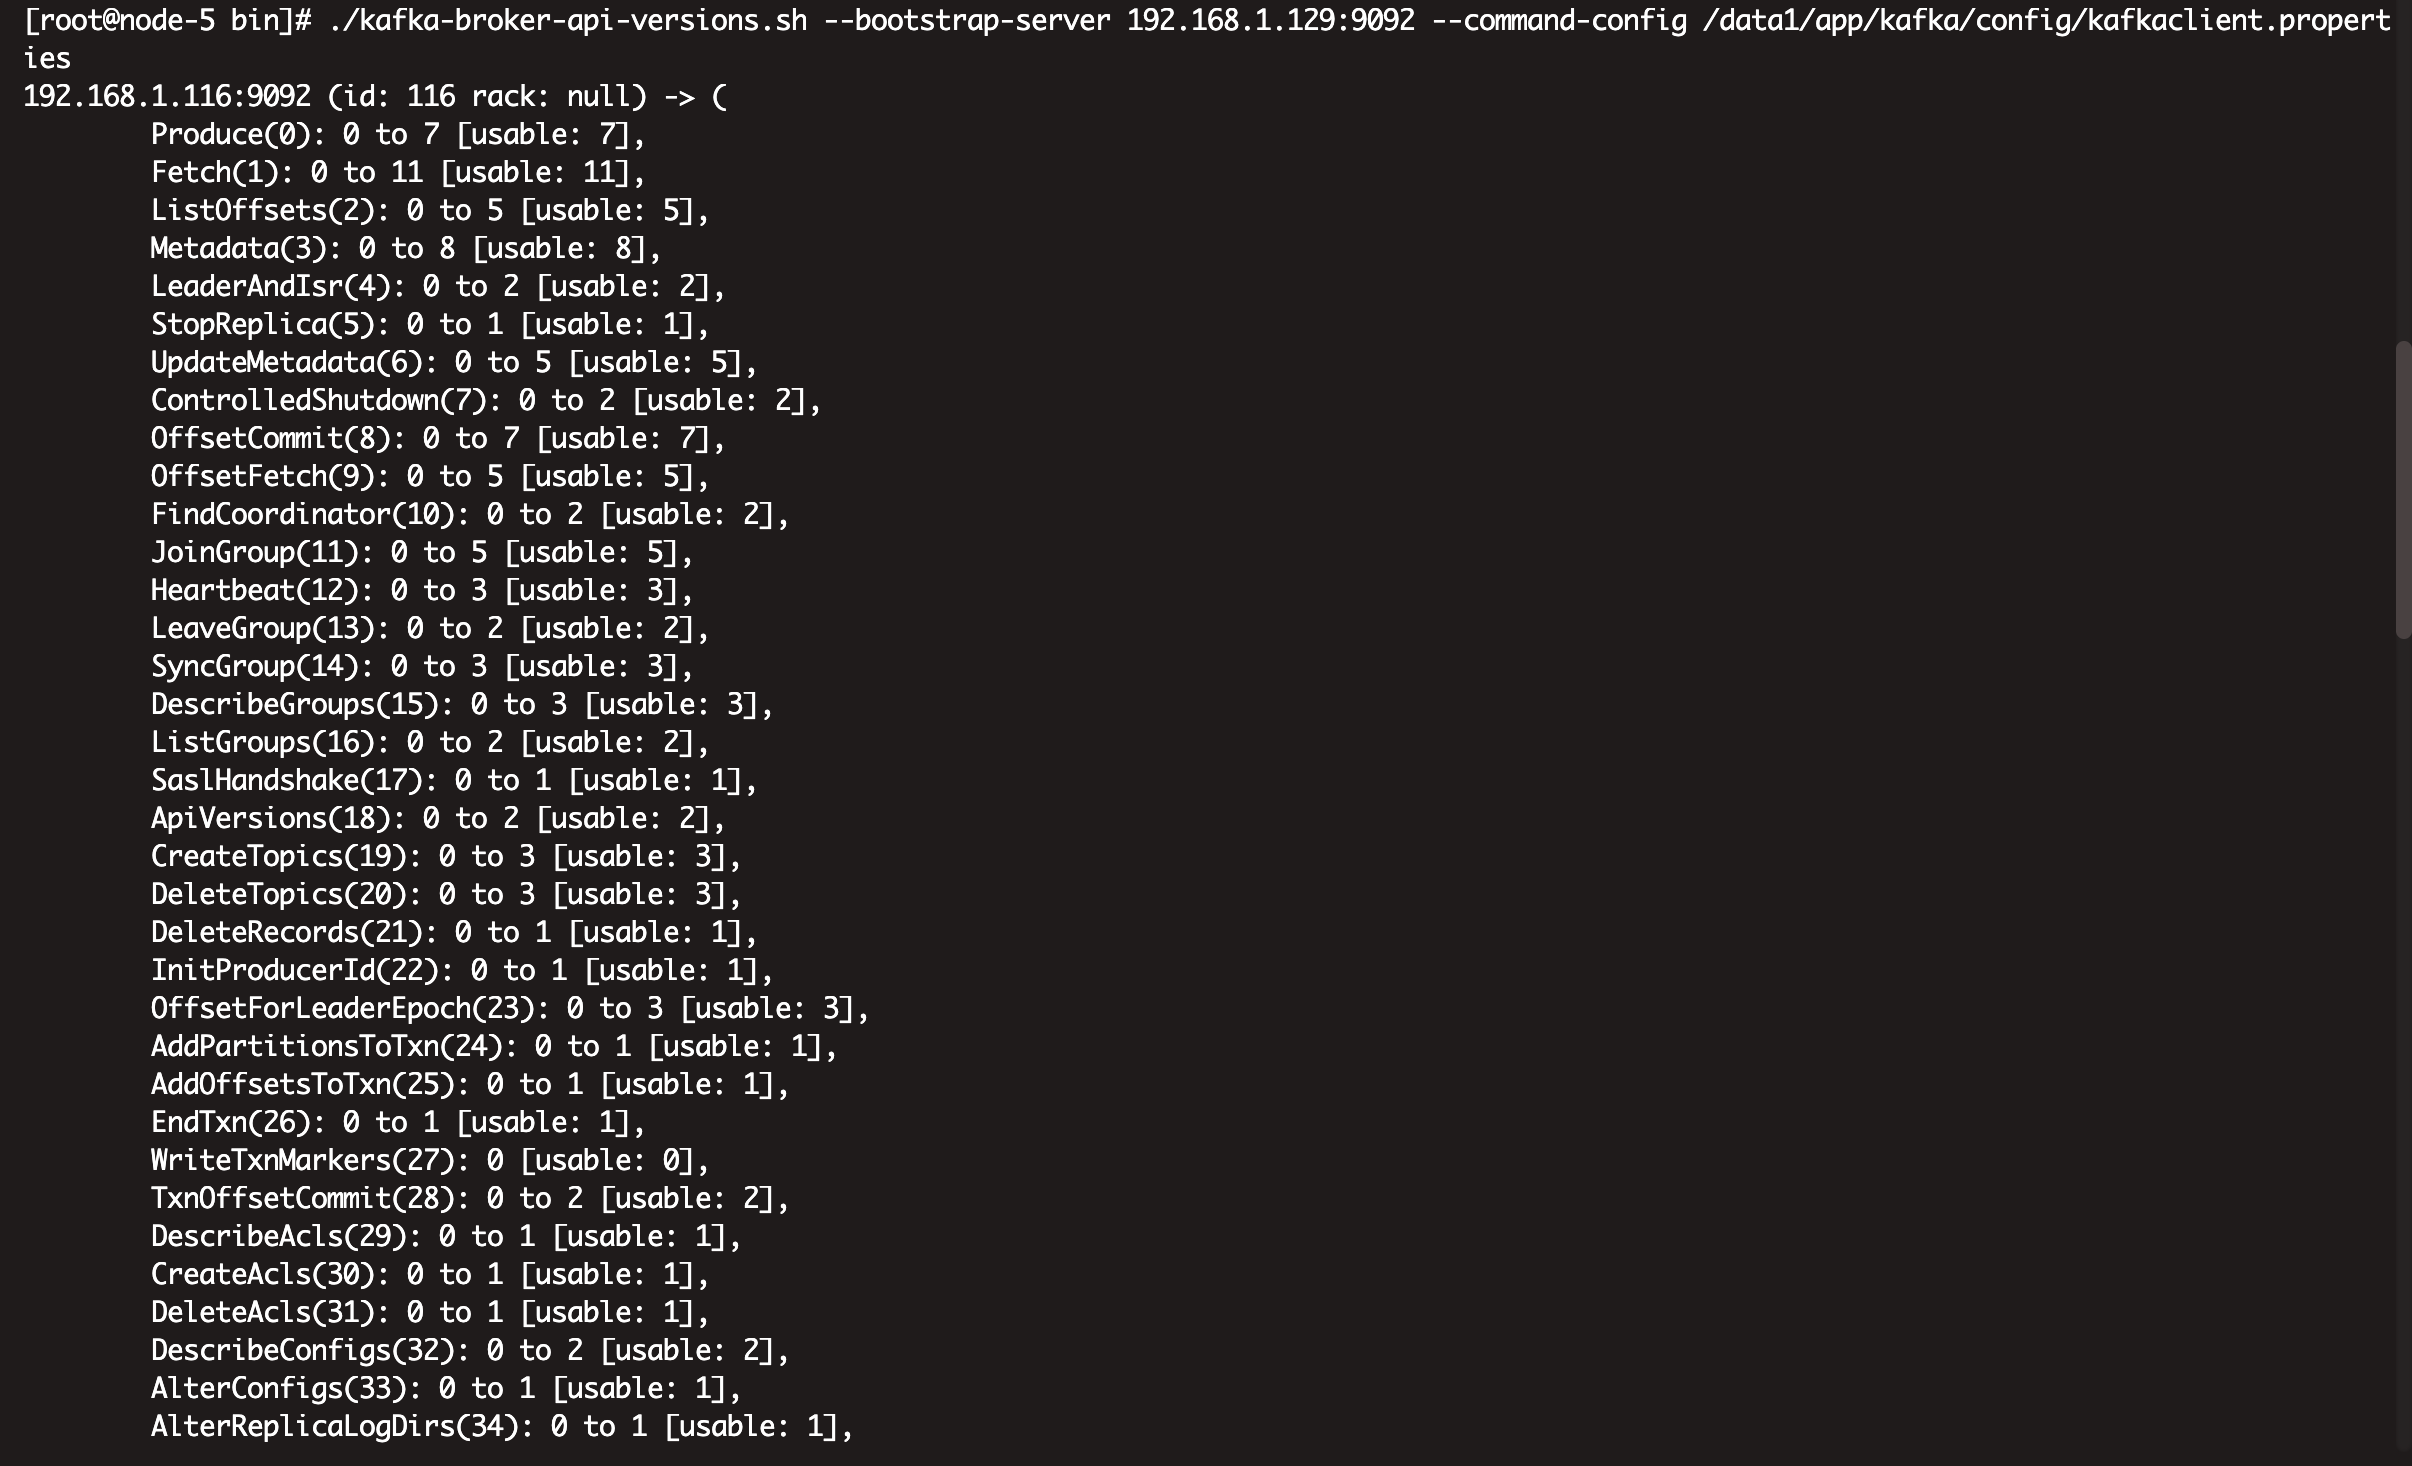 [root@node-5 bin]# ./kafka-broker-api-versions.sh --bootstrap-server 192.168.1.129:9092 --command-config /data1/app/kafka/config/kafkaclient.propert
ies
192.168.1.116:9092 (id: 116 rack: null) -> (
        Produce(0): 0 to 7 [usable: 7],
        Fetch(1): 0 to 11 [usable: 11],
        ListOffsets(2): 0 to 5 [usable: 5],
        Metadata(3): 0 to 8 [usable: 8],
        LeaderAndIsr(4): 0 to 2 [usable: 2],
        StopReplica(5): 0 to 1 [usable: 1],
        UpdateMetadata(6): 0 to 5 [usable: 5],
        ControlledShutdown(7): 0 to 2 [usable: 2],
        OffsetCommit(8): 0 to 7 [usable: 7],
        OffsetFetch(9): 0 to 5 [usable: 5],
        FindCoordinator(10): 0 to 2 [usable: 2],
        JoinGroup(11): 0 to 5 [usable: 5],
        Heartbeat(12): 0 to 3 [usable: 3],
        LeaveGroup(13): 0 to 2 [usable: 2],
        SyncGroup(14): 0 to 3 [usable: 3],
        DescribeGroups(15): 0 to 3 [usable: 3],
        ListGroups(16): 0 to 2 [usable: 2],
        SaslHandshake(17): 0 to 1 [usable: 1],
        ApiVersions(18): 0 to 2 [usable: 2],
        CreateTopics(19): 0 to 3 [usable: 3],
        DeleteTopics(20): 0 to 3 [usable: 3],
        DeleteRecords(21): 0 to 1 [usable: 1],
        InitProducerId(22): 0 to 1 [usable: 1],
        OffsetForLeaderEpoch(23): 0 to 3 [usable: 3],
        AddPartitionsToTxn(24): 0 to 1 [usable: 1],
        AddOffsetsToTxn(25): 0 to 1 [usable: 1],
        EndTxn(26): 0 to 1 [usable: 1],
        WriteTxnMarkers(27): 0 [usable: 0],
        TxnOffsetCommit(28): 0 to 2 [usable: 2],
        DescribeAcls(29): 0 to 1 [usable: 1],
        CreateAcls(30): 0 to 1 [usable: 1],
        DeleteAcls(31): 0 to 1 [usable: 1],
        DescribeConfigs(32): 0 to 2 [usable: 2],
        AlterConfigs(33): 0 to 1 [usable: 1],
        AlterReplicaLogDirs(34): 0 to 1 [usable: 1],